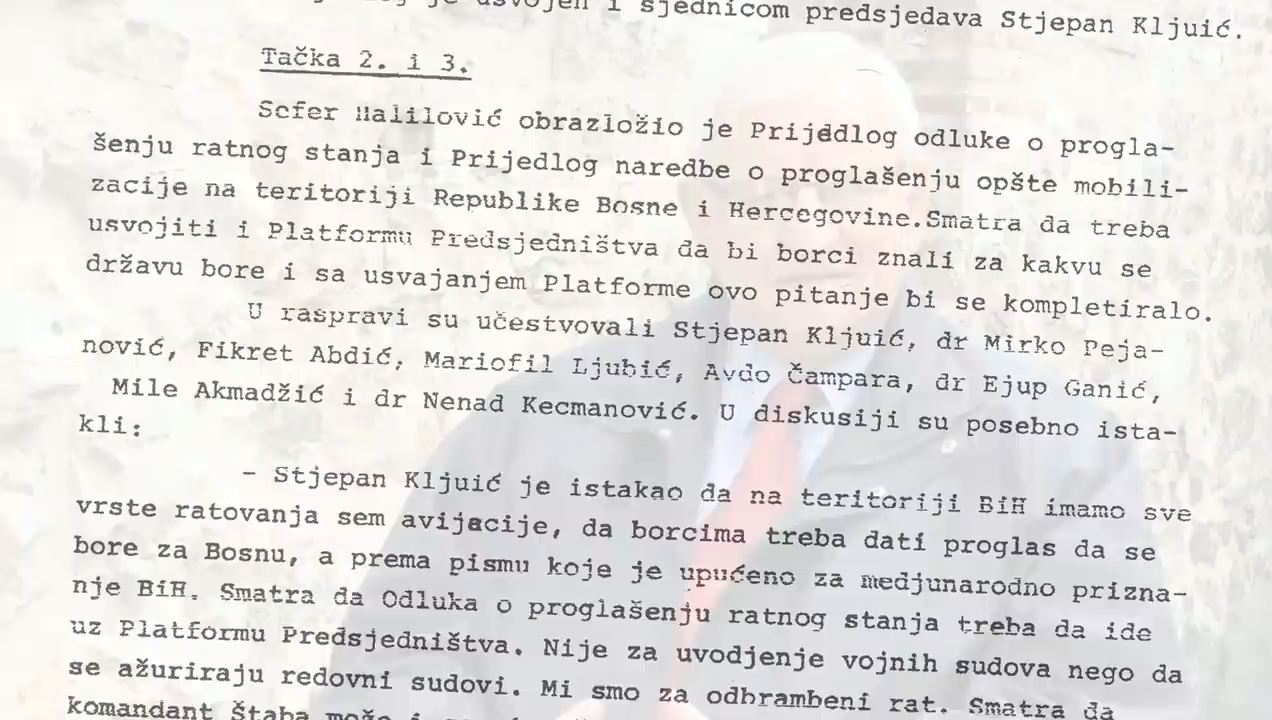 je usvojen i sjednicom predsjedava Stjepan Kljuić.
Tačka 2. i 3.
Sefer Halilović obrazložio je Prijedlog odluke o progla-
šenju ratnog stanja i Prijedlog naredbe o proglašenju opšte mobili-
zacije na teritoriji Republike Bosne i Hercegovine.Smatra da treba
usvojiti i Platformu Predsjedništva da bi borci znali za kakvu se
državu bore i sa usvajanjem Platforme ovo pitanje bi se kompletiralo.
U raspravi su učestvovali Stjepan Kljuić, dr Mirko Peja-
nović, Fikret Abdić, Mariofil Ljubić, Avdo Čampara, dr Ejup Ganić,
Mile Akmadžić i dr Nenad Kecmanović. U diskusiji su posebno ista-
kli:
- Stjepan Kljuić je istakao da na teritoriji BiH imamo sve
vrste ratovanja sem avijacije, da borcima treba dati proglas da se
bore za Bosnu, a prema pismu koje je upućeno za medjunarodno prizna-
nje BiH. Smatra da Odluka o proglašenju ratnog stanja treba da ide
uz Platformu Predsjedništva. Nije za uvodjenje vojnih sudova nego da
se ažuriraju redovni sudovi. Mi smo za odbrambeni rat. Smatra da
komandant Štaba može i